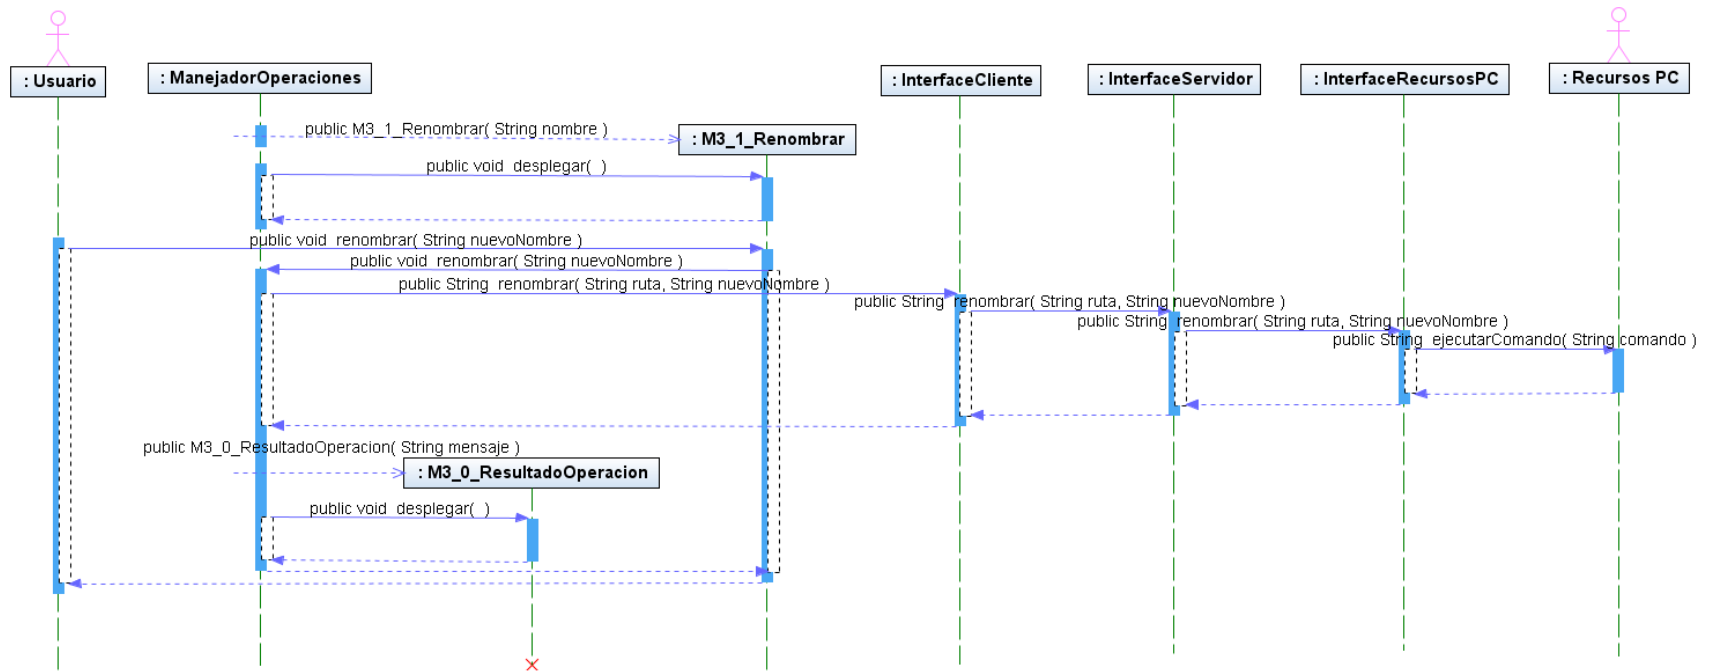 : Usuario
: ManejadorOperaciones
: InterfaceCliente
: InterfaceServidor
: InterfaceRecursosPC
: Recursos PC
public M3_1_Renombrar( String nombre )
: M3_1_Renombrar
public void desplegar( )
public void renombrar( String nuevoNombre )
public void renombrar( String nuevoNombre )
public String renombrar( String ruta, String nuevoNombre )
public String renombrar( String ruta, String nuevoNombre )
public String renombrar( String ruta, String nuevoNombre )
public String ejecutarComando( String comando )
public M3_0_ResultadoOperacion( String mensaje )
: M3_0_ResultadoOperacion
public void desplegar( )